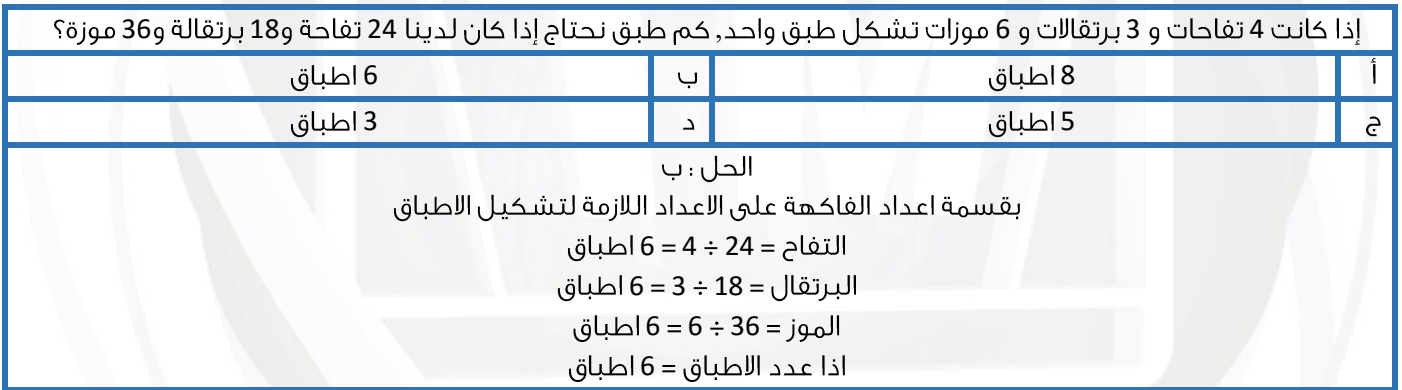 إذا كانت 4 تفاحات و 3 برتقالات و 6 موزات تشكل طبق واحد, كم طبق نحتاج إذا كان لدينا 24 تفاحة و18 برتقالة و36 موزة؟
أ 8 اطباق ب 6 اطباق
ج 5 اطباق د 3 اطباق
الحل : ب
بقسمة اعداد الفاكهة على الاعداد اللازمة لتشكيل الاطباق
التفاح = 24 ÷ 4 = 6 اطباق
البرتقال = 18 ÷ 3 = 6 اطباق
الموز = 36 ÷ 6 = 6 اطباق
اذا عدد الاطباق = 6 اطباق